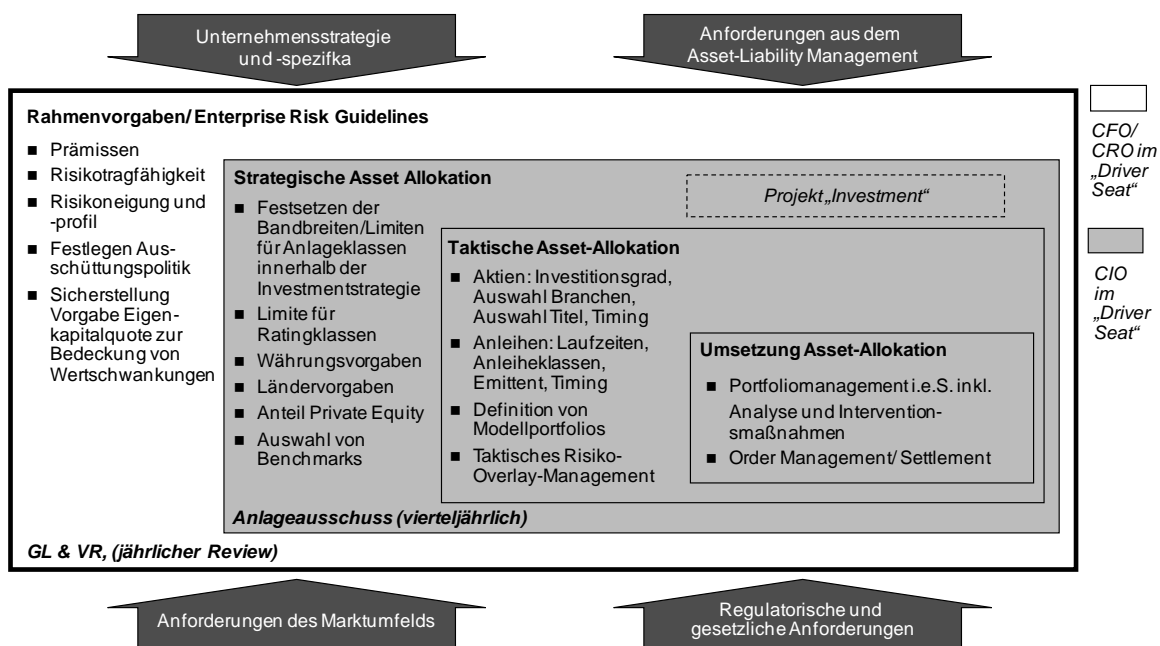 Unternehmensstrategie
und -spezifka
Anforderungen aus dem
Asset-Liability Management
Rahmenvorgaben/ Enterprise Risk Guidelines
■ Prämissen
■ Risikotragfähigkeit
■ Risikoneigung und
-profil
■ Festlegen Aus-
schüttungspolitik
■ Sicherstellung
Vorgabe Eigen-
kapitalquote zur
Bedeckung von
Wertschwankungen
Strategische Asset Allokation
■ Festsetzen der
Bandbreiten/Limiten
für Anlageklassen
innerhalb der
Investmentstrategie
■ Limite für
Ratingklassen
■ Währungsvorgaben
■ Ländervorgaben
■ Anteil Private Equity
■ Auswahl von
Benchmarks
Projekt „Investment“
Taktische Asset-Allokation
■ Aktien: Investitionsgrad,
Auswahl Branchen,
Auswahl Titel, Timing
■ Anleihen: Laufzeiten,
Anleiheklassen,
Emittent, Timing
■ Definition von
Modellportfolios
■ Taktisches Risiko-
Overlay-Management
Umsetzung Asset-Allokation
■ Portfoliomanagement i.e.S. inkl.
Analyse und Intervention-
smaßnahmen
■ Order Management/ Settlement
Anlageausschuss (vierteljährlich)
GL & VR, (jährlicher Review)
CFO/
CRO im
„Driver
Seat“
CIO
im
„Driver
Seat“
Anforderungen des Marktumfelds
Regulatorische und
gesetzliche Anforderungen